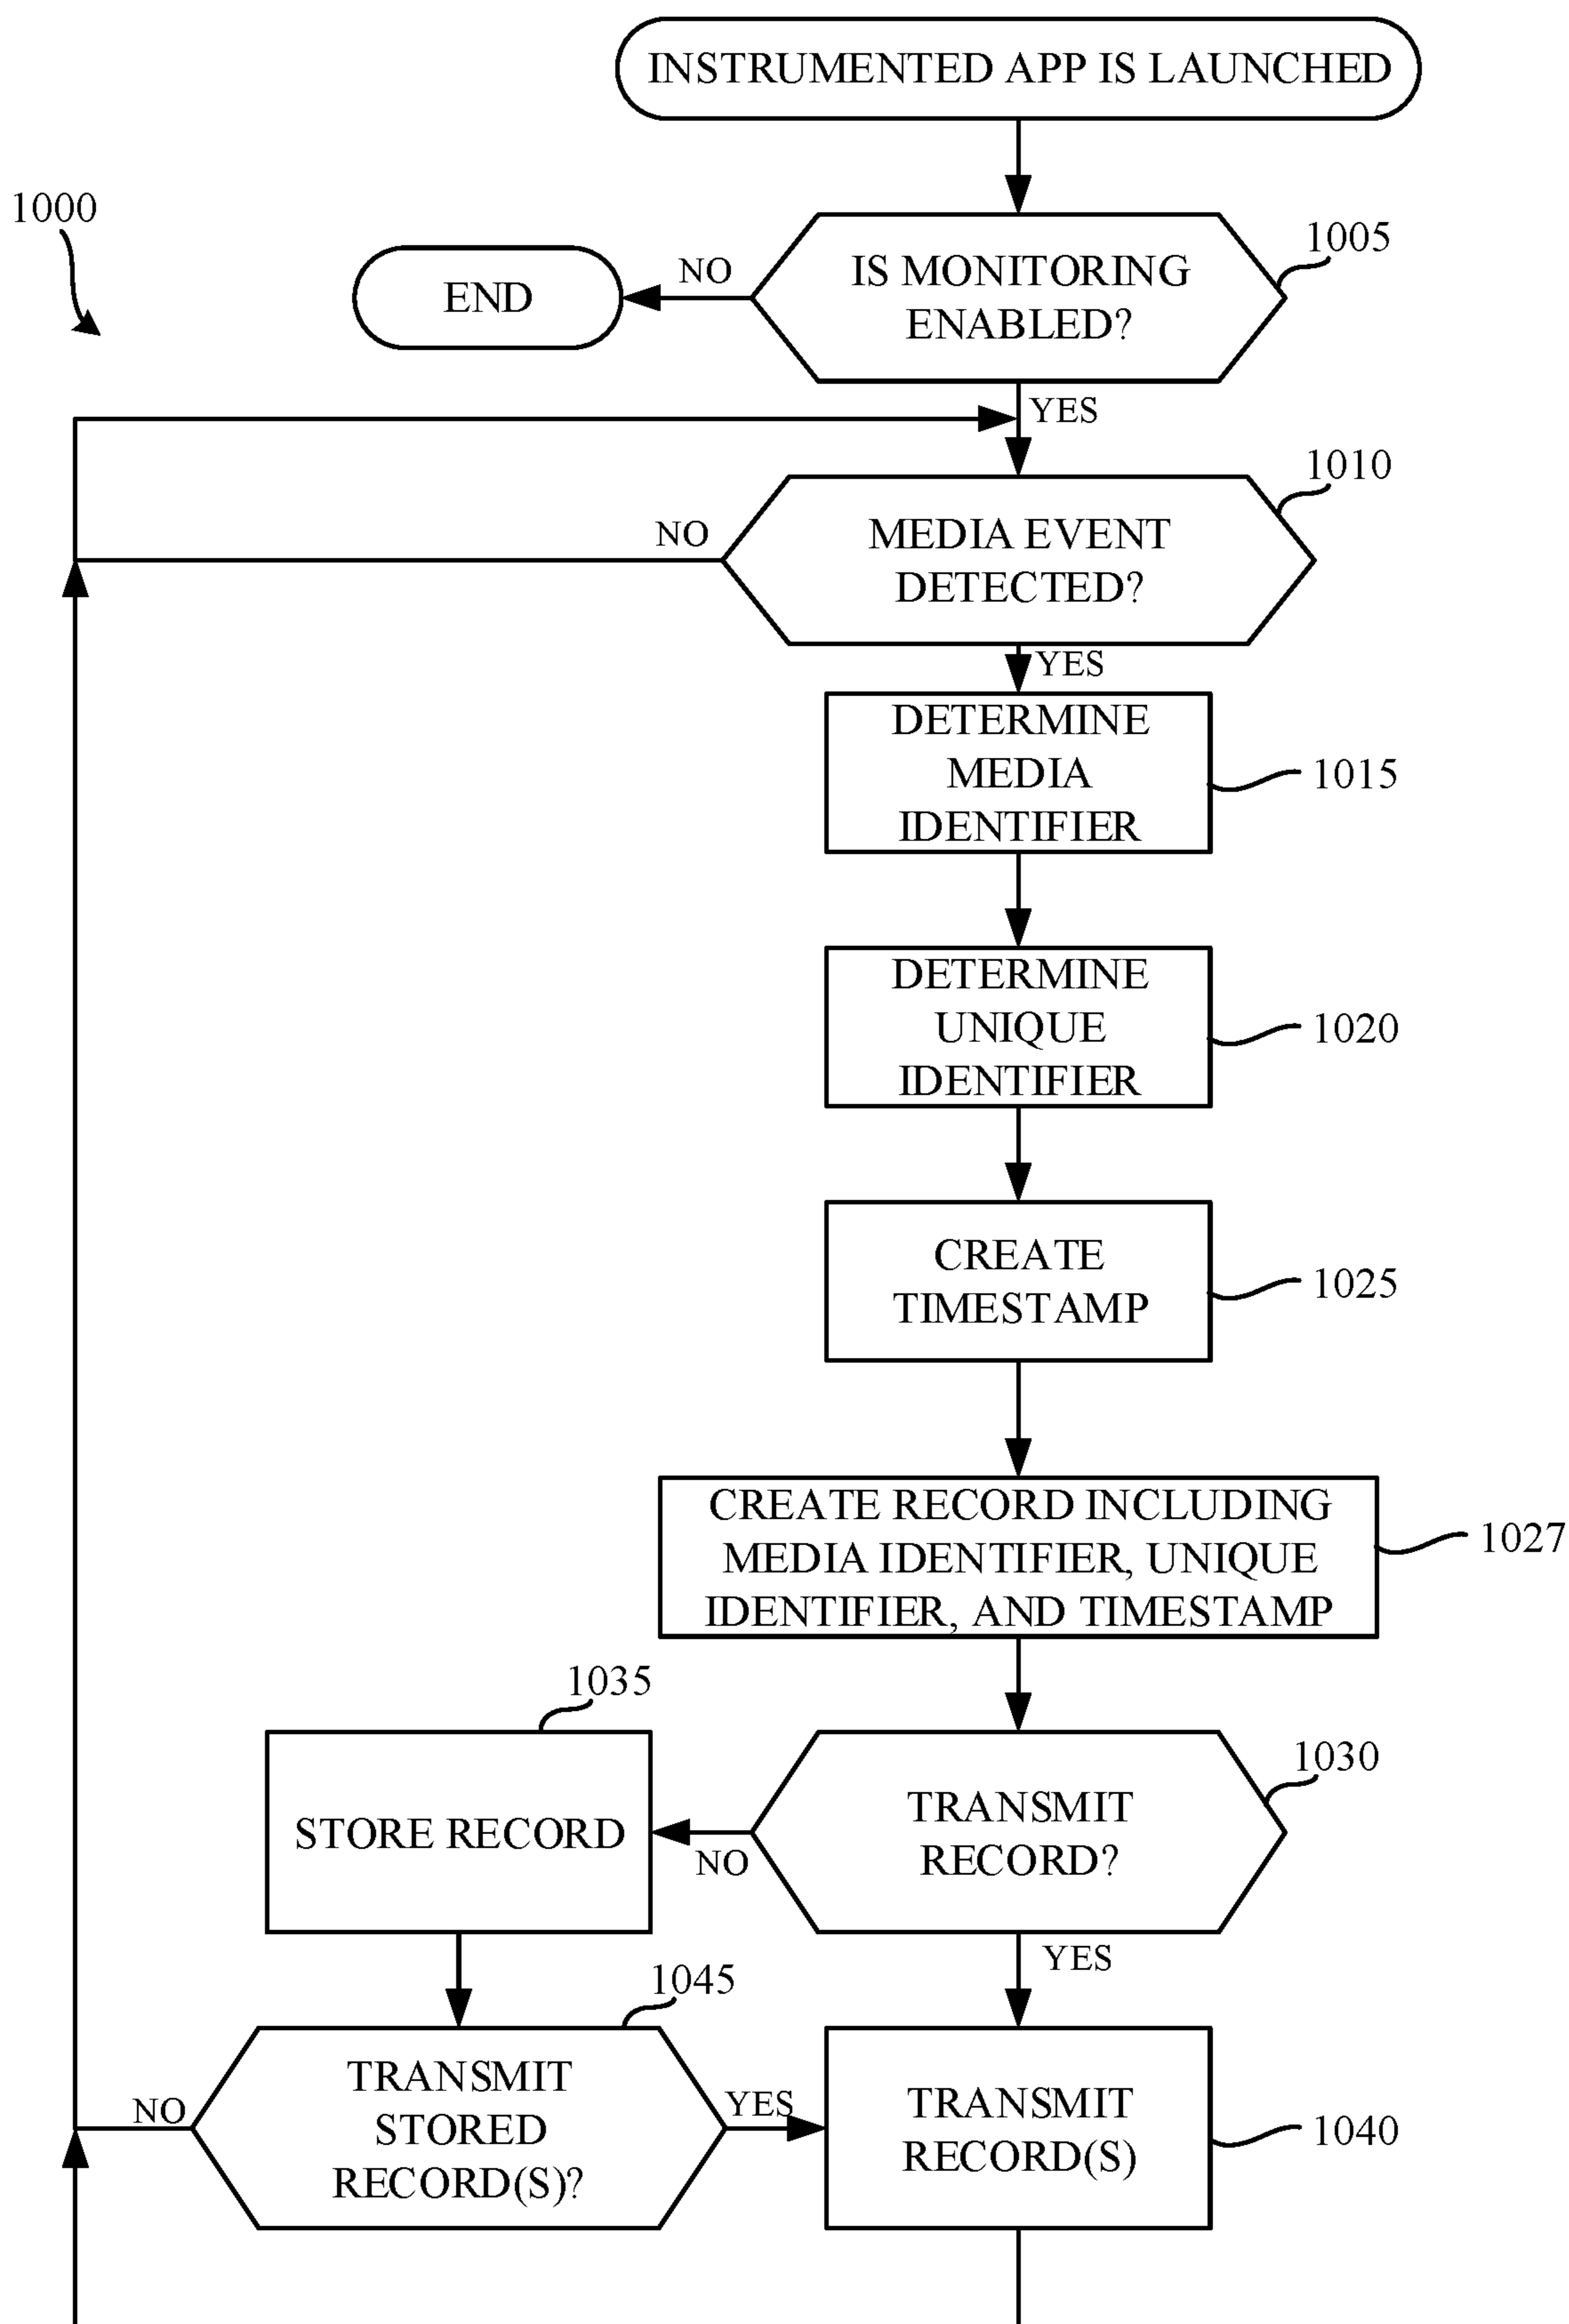 INSTRUMENTED APP IS LAUNCHED
1000
1005
IS MONITORING
ENABLED?
NO
END
YES
1010
MEDIA EVENT
DETECTED?
NO
YES
DETERMINE
MEDIA
IDENTIFIER
1015
DETERMINE
UNIQUE
IDENTIFIER
1020
CREATE
TIMESTAMP
1025
CREATE RECORD INCLUDING
MEDIA IDENTIFIER, UNIQUE
IDENTIFIER, AND TIMESTAMP
1027
1030
TRANSMIT
RECORD?
NO
1035
STORE RECORD
YES
1045
TRANSMIT
STORED
RECORD(S)?
NO
YES
TRANSMIT
RECORD(S)
1040